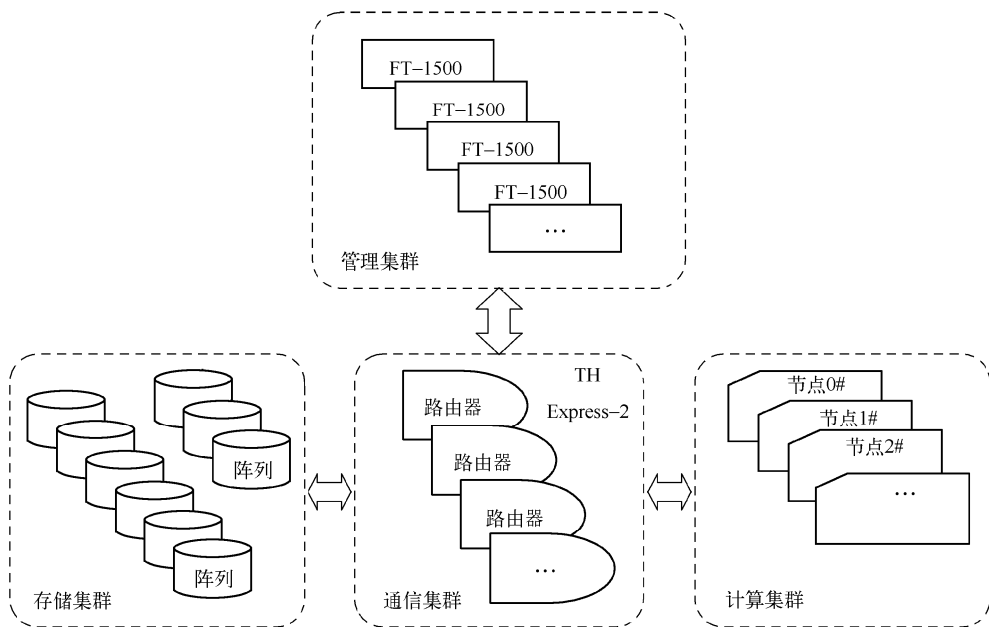 FT–1500
FT–1500
FT–1500
FT–1500
…
管理集群
阵列
阵列
存储集群
TH
Express–2
路由器
路由器
路由器
…
通信集群
节点0#
节点1#
节点2#
…
计算集群